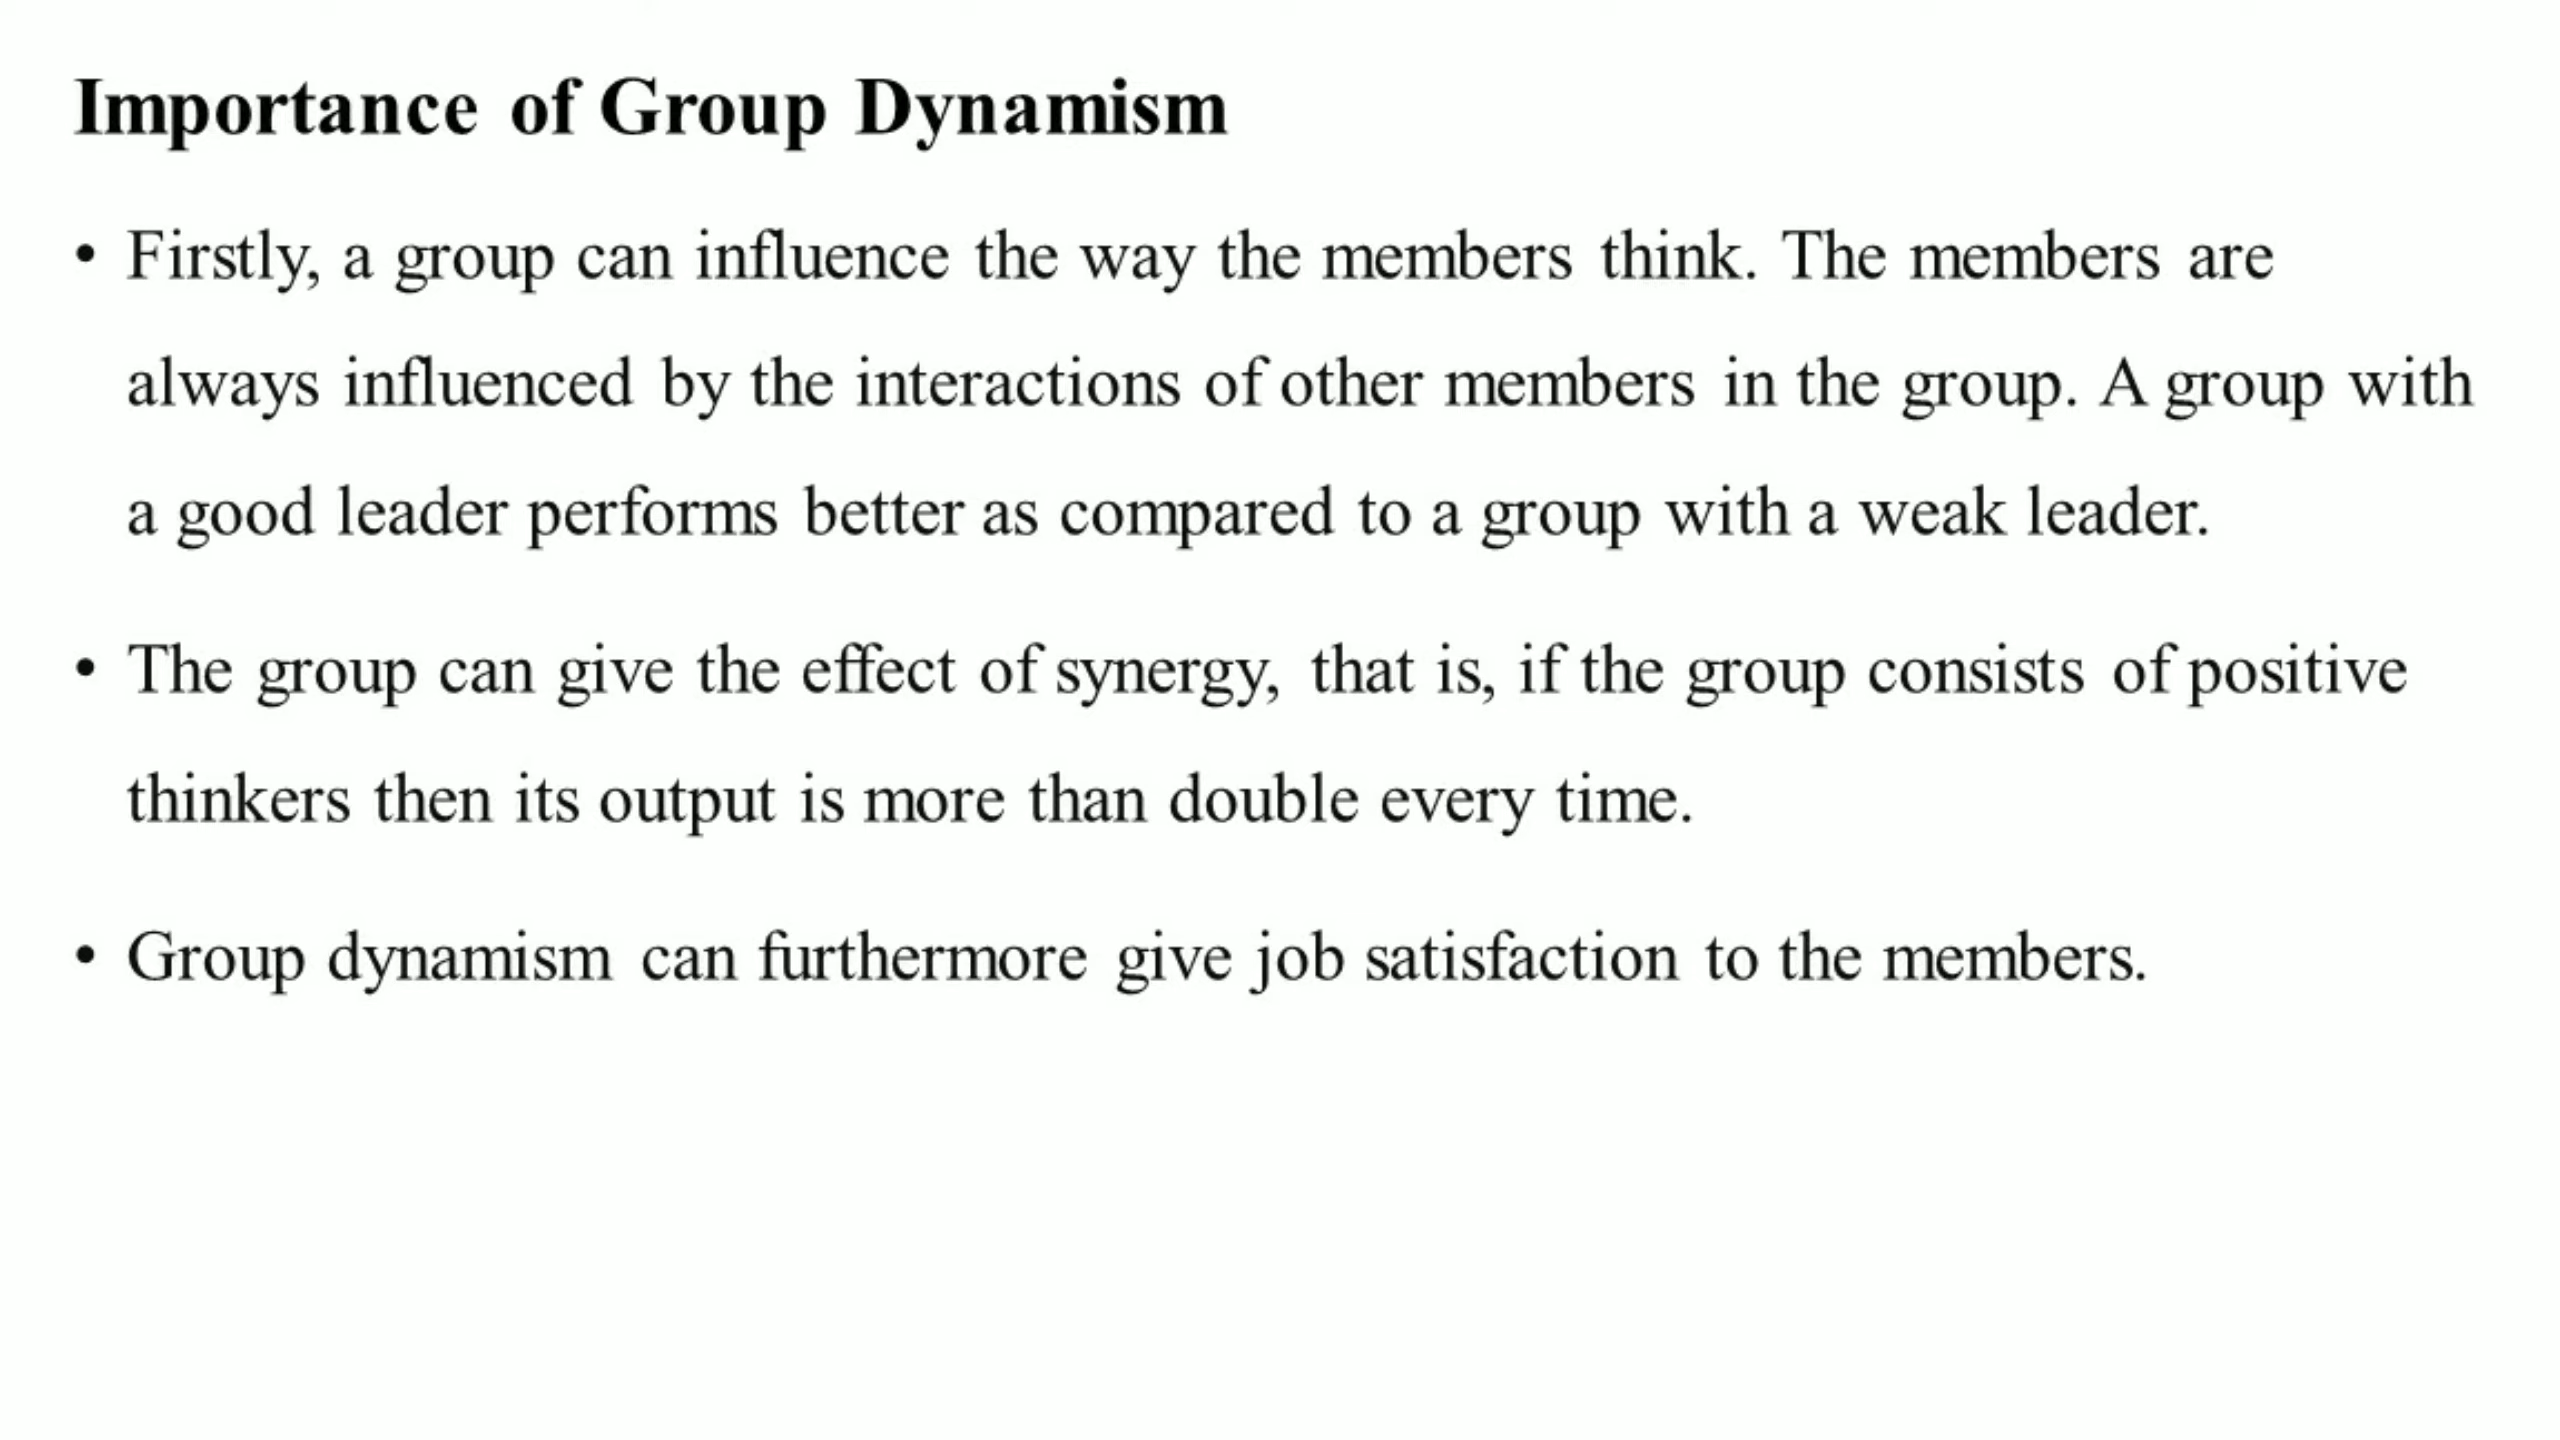 Importance of Group Dynamism
• Firstly, a group can influence the way the members think. The members are
always influenced by the interactions of other members in the group. A group with
a good leader performs better as compared to a group with a weak leader.
• The group can give the effect of synergy, that is, if the group consists of positive
thinkers then its output is more than double every time.
• Group dynamism can furthermore give job satisfaction to the members.